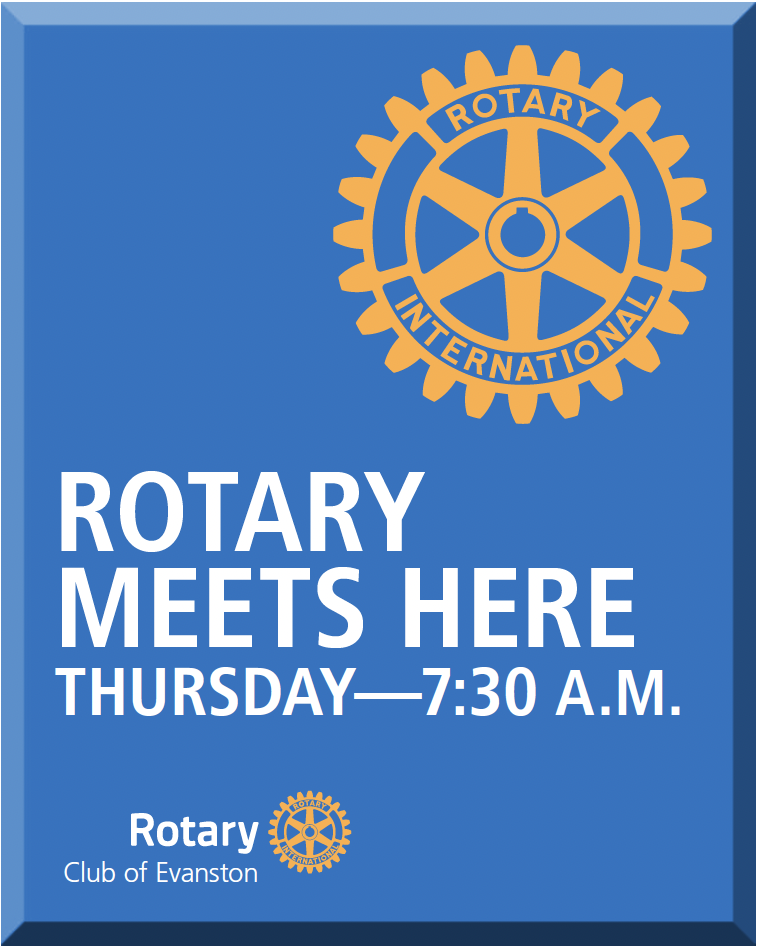 ROTARY
INTERNATIONAL
ROTARY
MEETS HERE
THURSDAY—7:30 A.M.
Rotary
Club of Evanston
ROTARY
INTERNATIONAL